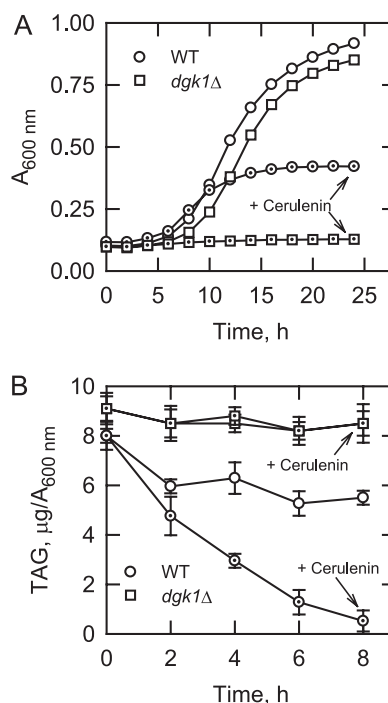 A
WT
dgk1Δ
1.00
0.75
0.50
0.25
0.00
A600 nm
+ Cerulenin
0 5 10 15 20 25
Time, h
B
10
8
6
4
2
0
TAG, μg/A600 nm
+ Cerulenin
+ Cerulenin
WT
dgk1Δ
0 2 4 6 8
Time, h